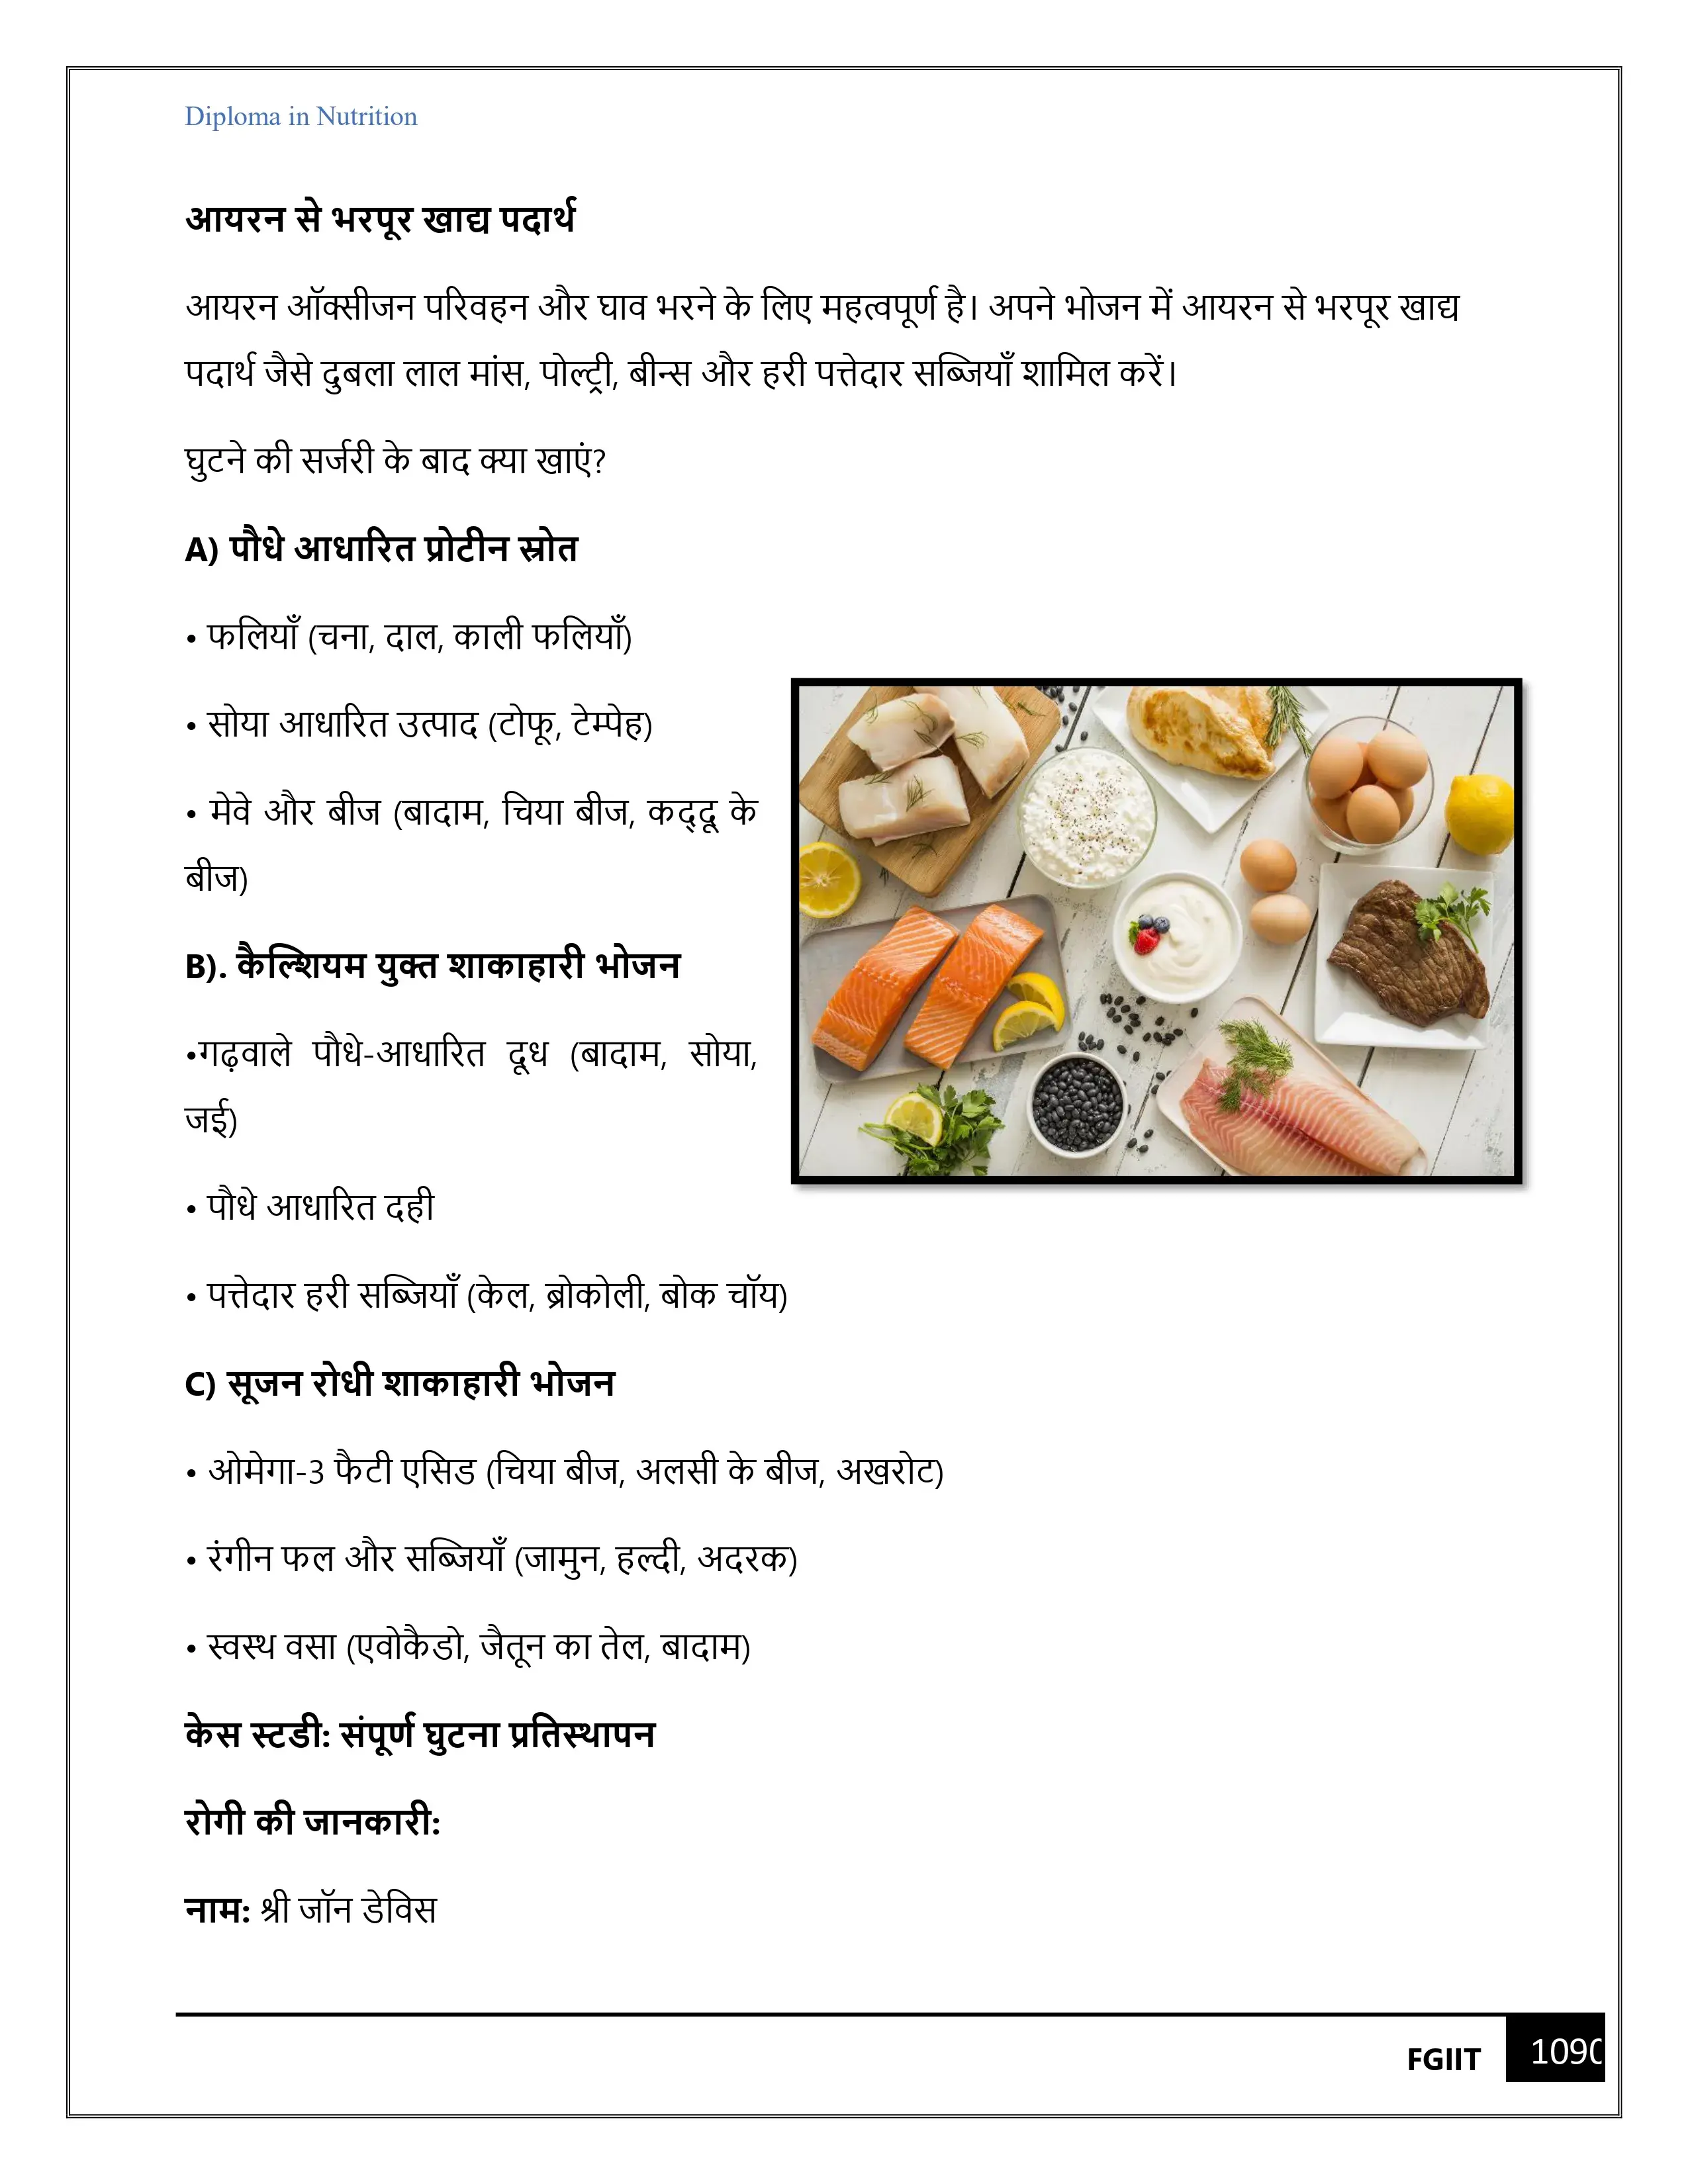 Diploma in Nutrition
आयरन से भरपूर खाद्य पदार्थ
आयरन ऑक्सीजन परिवहन और घाव भरने के लिए महत्वपूर्ण है। अपने भोजन में आयरन से भरपूर खाद्य
पदार्थ जैसे दुबला लाल मांस, पोल्ट्री, बीन्स और हरी पत्तेदार सब्जियाँ शामिल करें।
घुटने की सर्जरी के बाद क्या खाएं?
A) पौधे आधारित प्रोटीन स्रोत
• फलियाँ (चना, दाल, काली फलियाँ)
• सोया आधारित उत्पाद (टोफू, टेम्पेह)
• मेवे और बीज (बादाम, चिया बीज, कद्दू के
बीज)
B). कैल्शियम युक्त शाकाहारी भोजन
•गढ़वाले पौधे-आधारित दूध (बादाम, सोया,
जई)
• पौधे आधारित दही
• पत्तेदार हरी सब्जियाँ (केल, ब्रोकोली, बोक चॉय)
C) सूजन रोधी शाकाहारी भोजन
• ओमेगा-3 फैटी एसिड (चिया बीज, अलसी के बीज, अखरोट)
• रंगीन फल और सब्जियाँ (जामुन, हल्दी, अदरक)
• स्वस्थ वसा (एवोकैडो, जैतून का तेल, बादाम)
केस स्टडी: संपूर्ण घुटना प्रतिस्थापन
रोगी की जानकारी:
नाम: श्री जॉन डेविस
FGIIT 1090